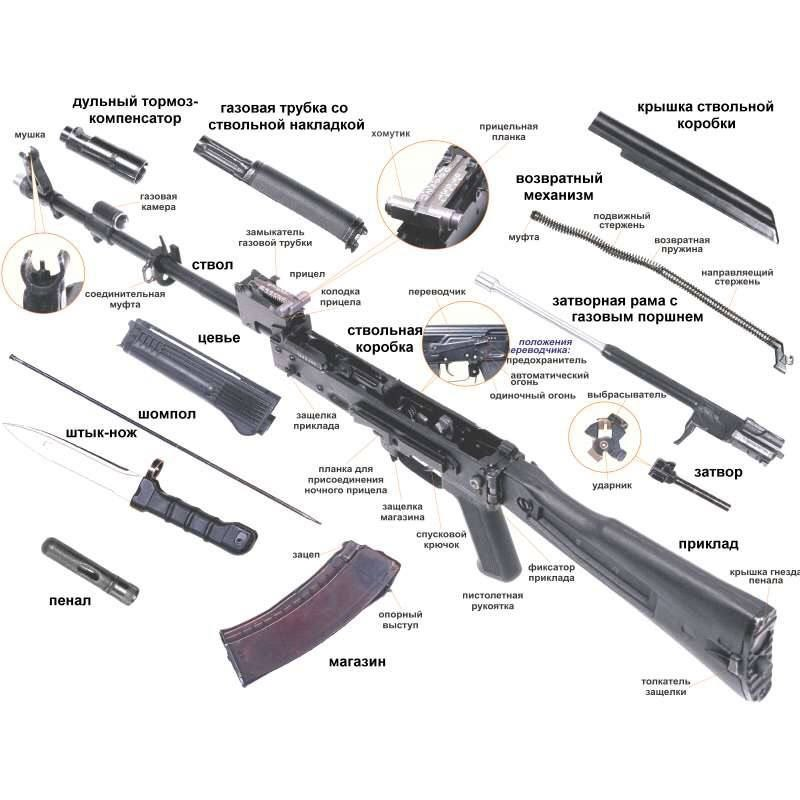 дульный тормоз-
компенсатор
мушка
газовая трубка со
ствольной накладкой
хомутик
прицельная
планка
крышка ствольной
коробки
возвратный
механизм
муфта
подвижный
стержень
возвратная
пружина
направляющий
стержень
газовая
камера
замыкатель
газовой трубки
ствол
прицел
колодка
прицела
соединительная
муфта
переводчик
затворная рама с
газовым поршнем
цевье
ствольная
коробка
положения
переводчика:
предохранитель
автоматический
огонь
одиночный огонь
выбрасыватель
шомпол
штык-нож
защелка
приклада
планка для
присоединения
ночного прицела
защелка
магазина
спусковой
крючок
ударник
затвор
зацеп
пенал
фиксатор
приклада
пистолетная
рукоятка
приклад
крышка гнезда
пенала
опорный
выступ
магазин
толкатель
защелки